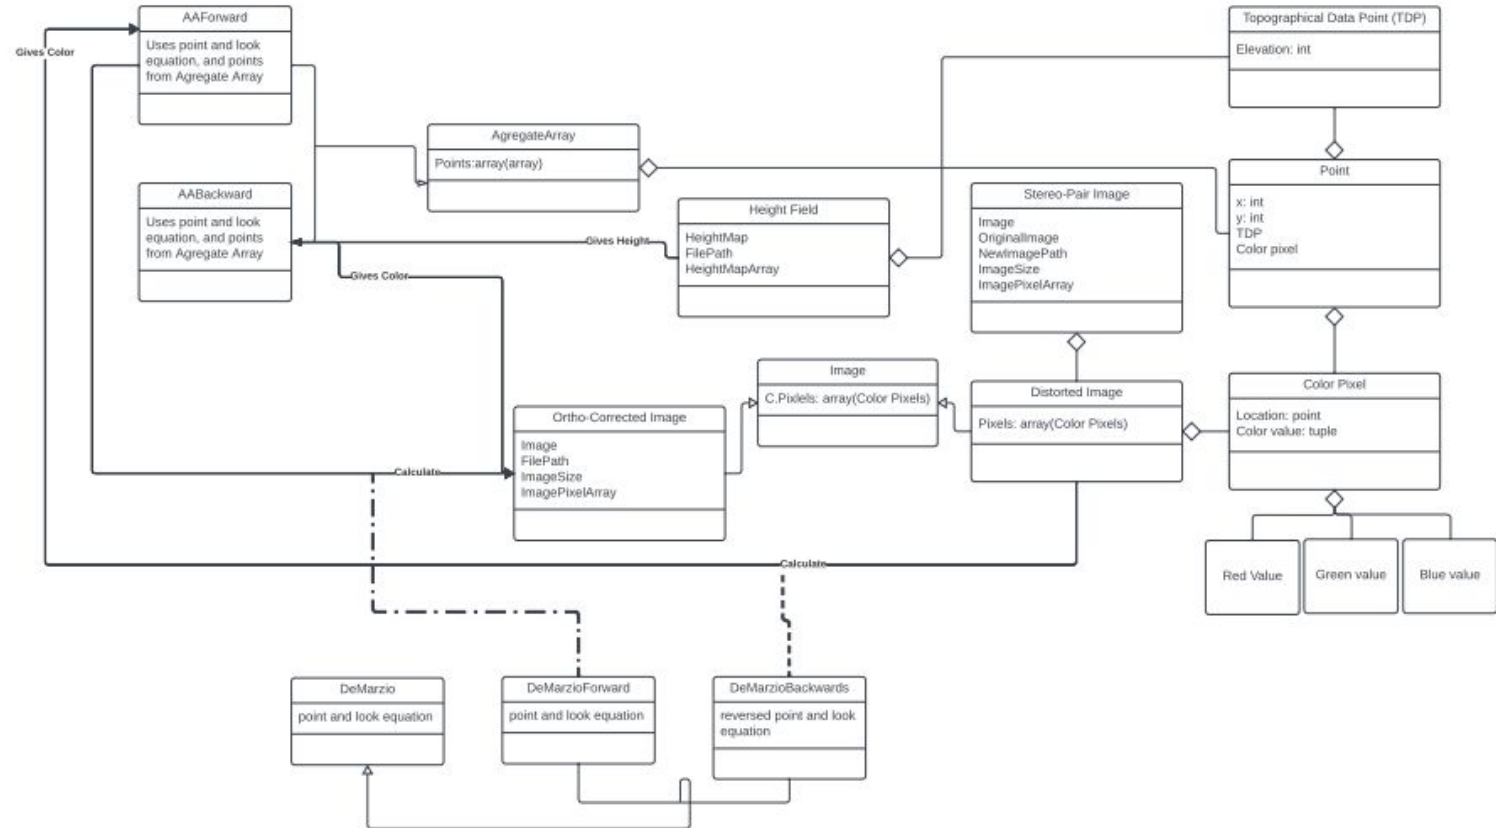 AAForward
Uses point and look
equation, and points
from Agregate Array
Gives Color
AABackward
Uses point and look
equation, and points
from Agregate Array
AgregateArray
Points:array(array)
Height Field
HeightMap
FilePath
HeightMapArray
Gives Height
Gives Color
Stereo-Pair Image
Image
OriginalImage
NewImagePath
ImageSize
ImagePixelArray
Topographical Data Point (TDP)
Elevation: int
Point
x: int
y: int
TDP
Color pixel
Image
C.Pixlels: array(Color Pixels)
Distorted Image
Pixels: array(Color Pixels)
Color Pixel
Location: point
Color value: tuple
Ortho-Corrected Image
Image
FilePath
ImageSize
ImagePixelArray
Calculate
Calculate
Red Value
Green value
Blue value
DeMarzio
point and look equation
DeMarzioForward
point and look equation
DeMarzioBackwards
reversed point and look
equation